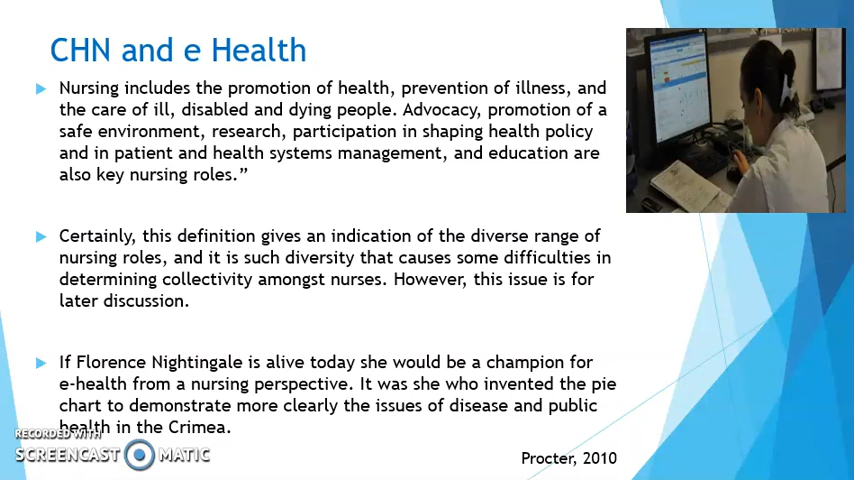 CHN and e Health
Nursing includes the promotion of health, prevention of illness, and
the care of ill, disabled and dying people. Advocacy, promotion of a
safe environment, research, participation in shaping health policy
and in patient and health systems management, and education are
also key nursing roles.”
Certainly, this definition gives an indication of the diverse range of
nursing roles, and it is such diversity that causes some difficulties in
determining collectivity amongst nurses. However, this issue is for
later discussion.
If Florence Nightingale is alive today she would be a champion for
e-health from a nursing perspective. It was she who invented the pie
chart to demonstrate more clearly the issues of disease and public
health in the Crimea.
RECORDED WITH
SCREENCAST MATIC
Procter, 2010